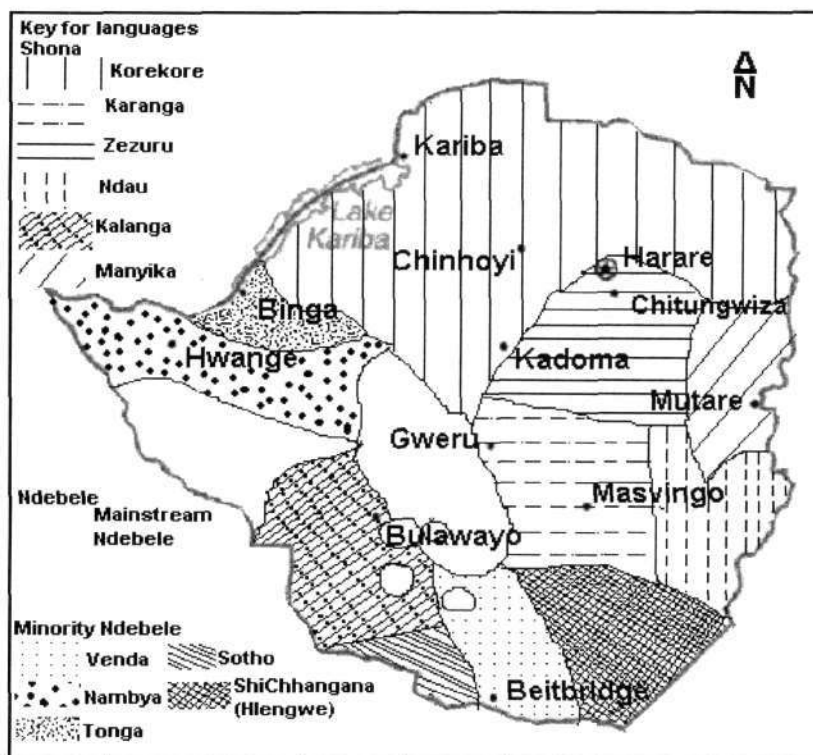 Key for languages
Shona
Korekore
Karanga
Zezuru
Ndau
Kalanga
Manyika
Δ
N
Kariba
Lake
Kariba
Chinhoyi
Harare
Chitungwiza
Binga
Hwange
Kadoma
Mutare
Gweru
Masvingo
Ndebele
Mainstream
Ndebele
Bulawayo
Minority Ndebele
Venda
Sotho
Nambya
ShiChhangana
(Hlengwe)
Tonga
Beitbridge